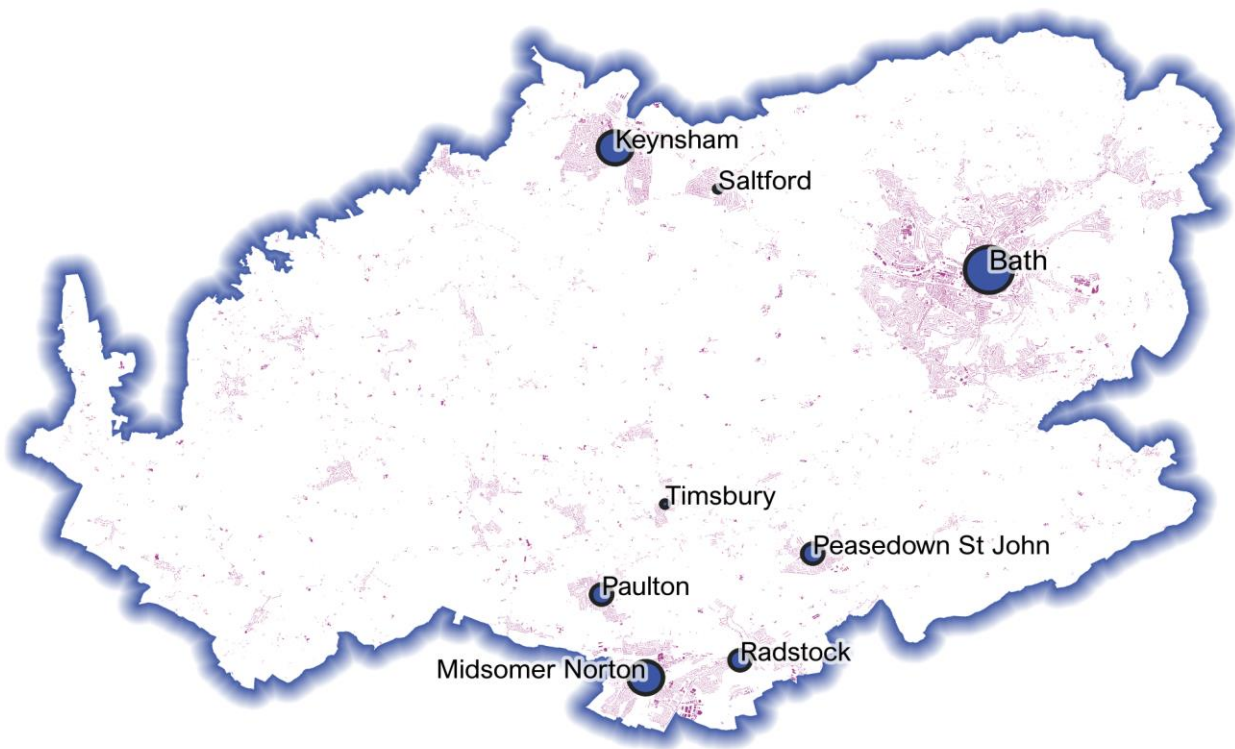 Keynsham
Saltford
Bath
Timsbury
Peasedown St John
Paulton
Radstock
Midsomer Norton